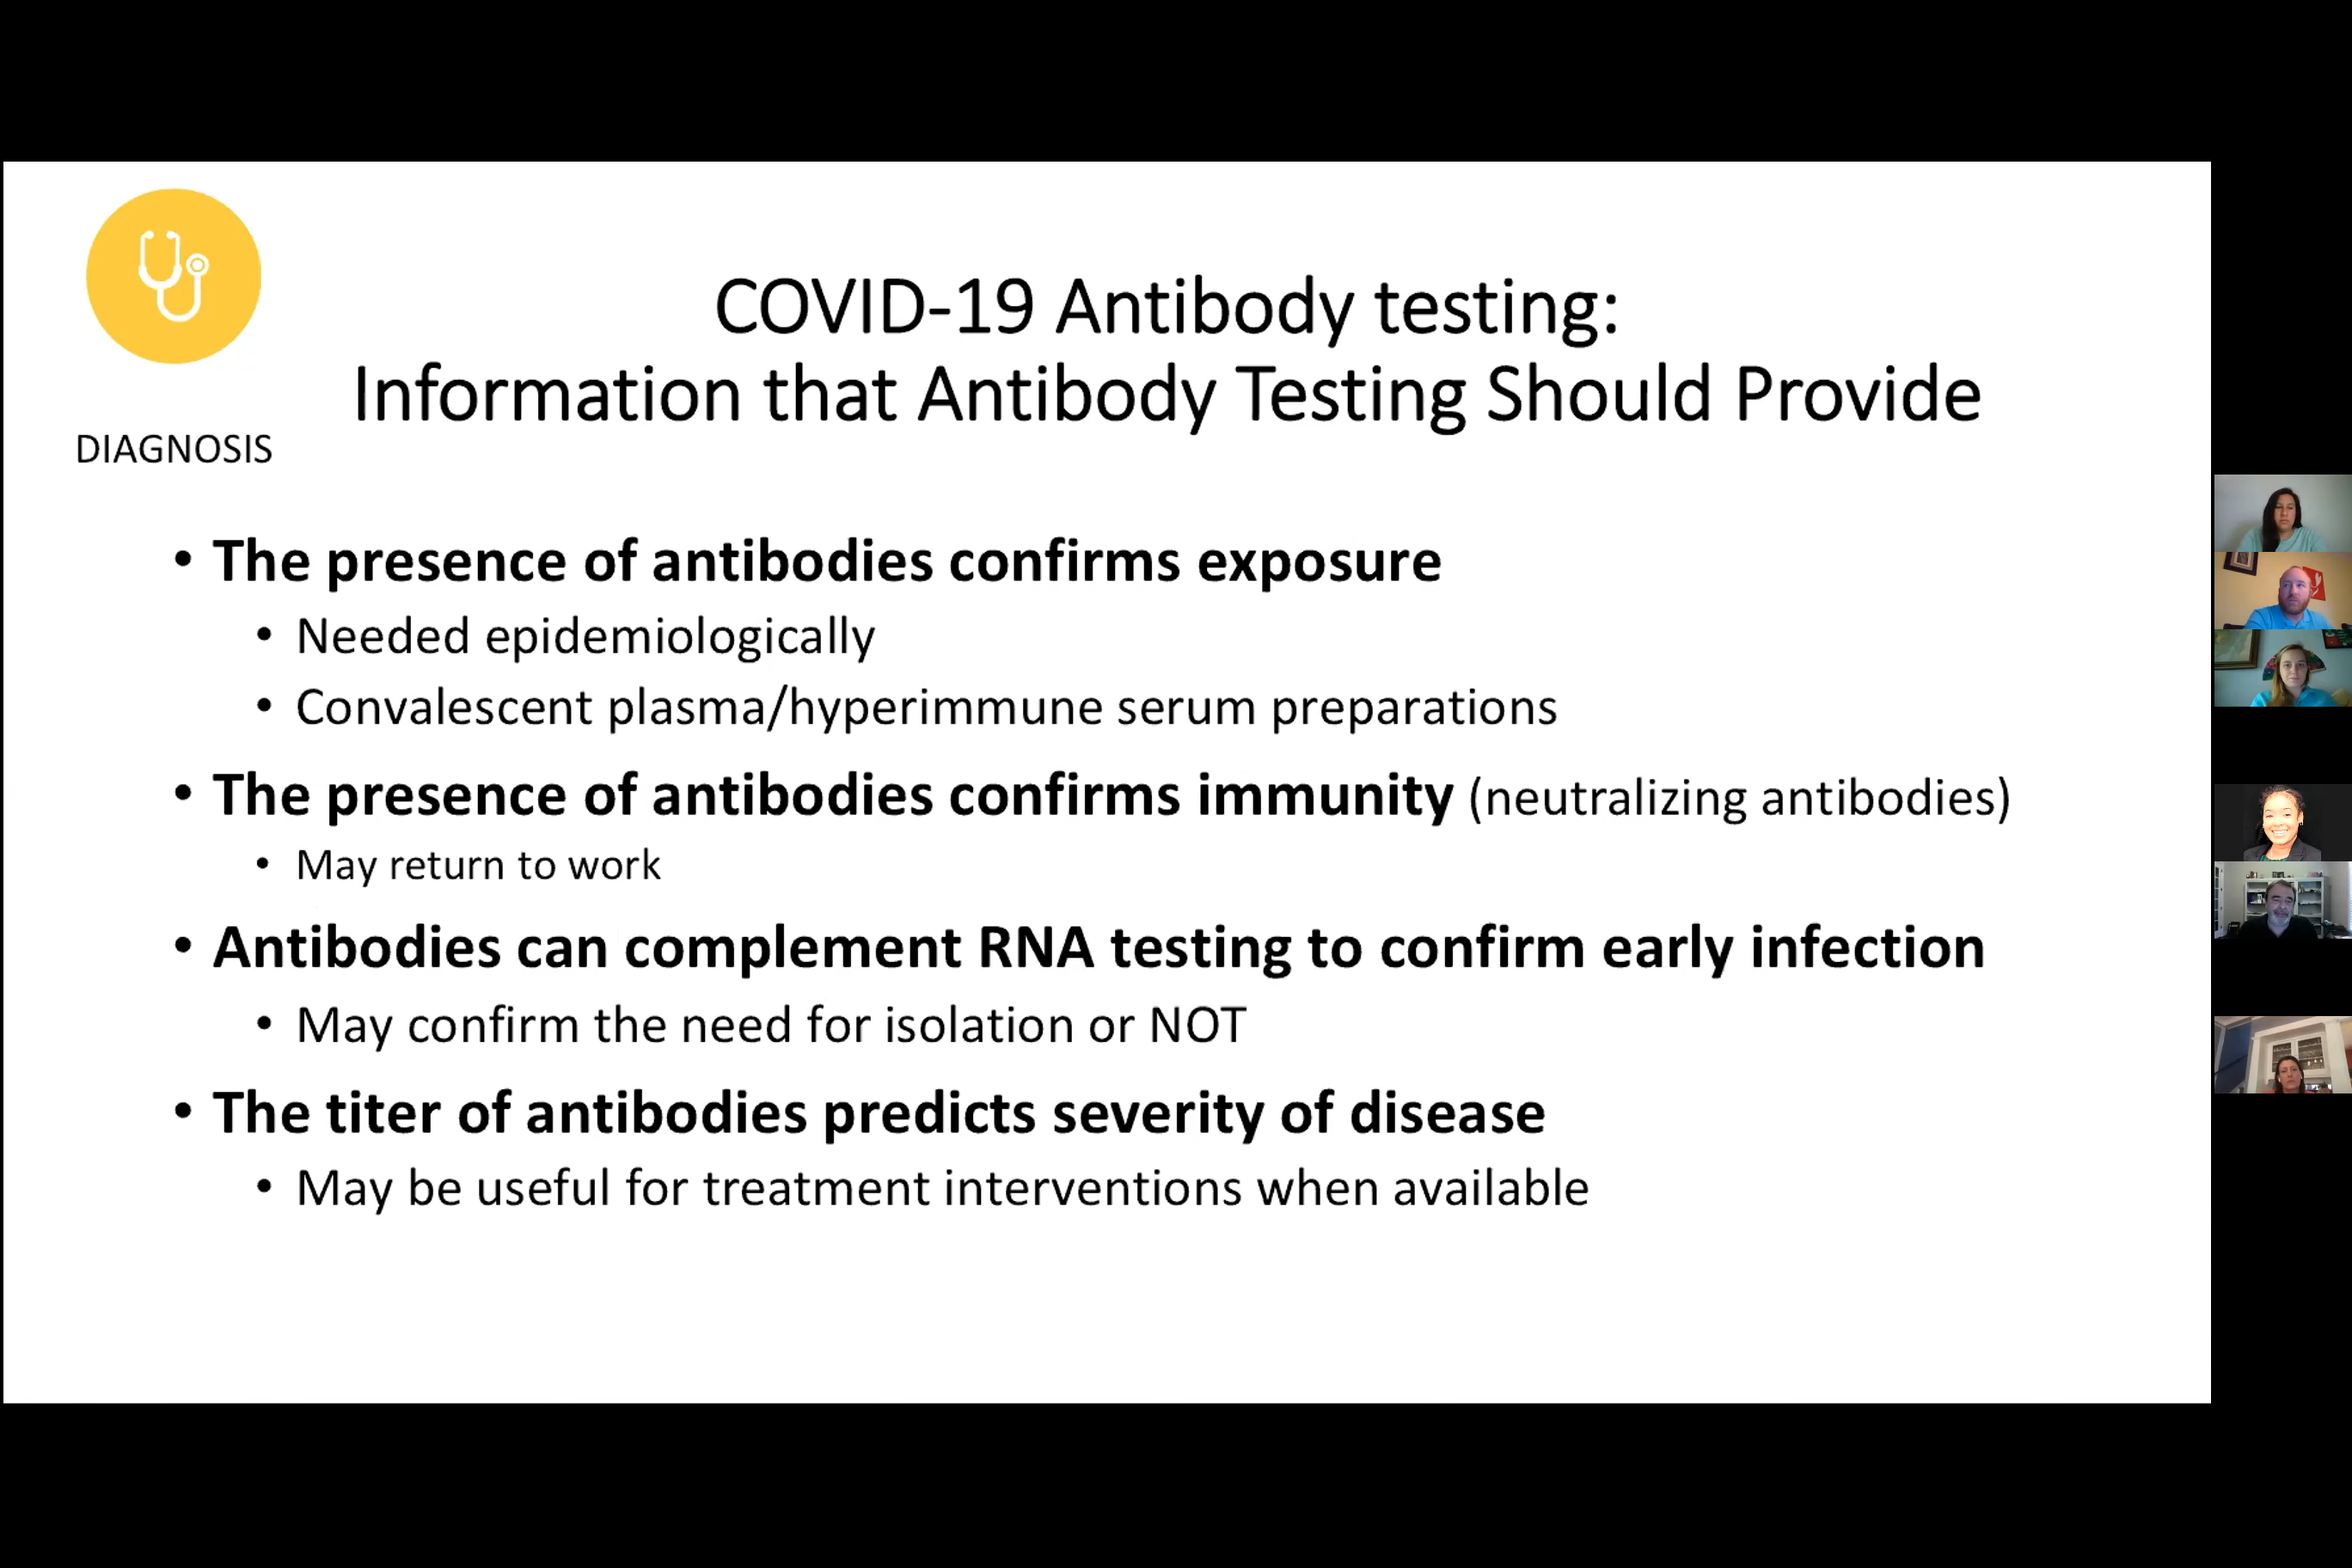 COVID-19 Antibody testing:
Information that Antibody Testing Should Provide
DIAGNOSIS
• The presence of antibodies confirms exposure
• Needed epidemiologically
• Convalescent plasma/hyperimmune serum preparations
• The presence of antibodies confirms immunity (neutralizing antibodies)
• May return to work
• Antibodies can complement RNA testing to confirm early infection
• May confirm the need for isolation or NOT
• The titer of antibodies predicts severity of disease
• May be useful for treatment interventions when available